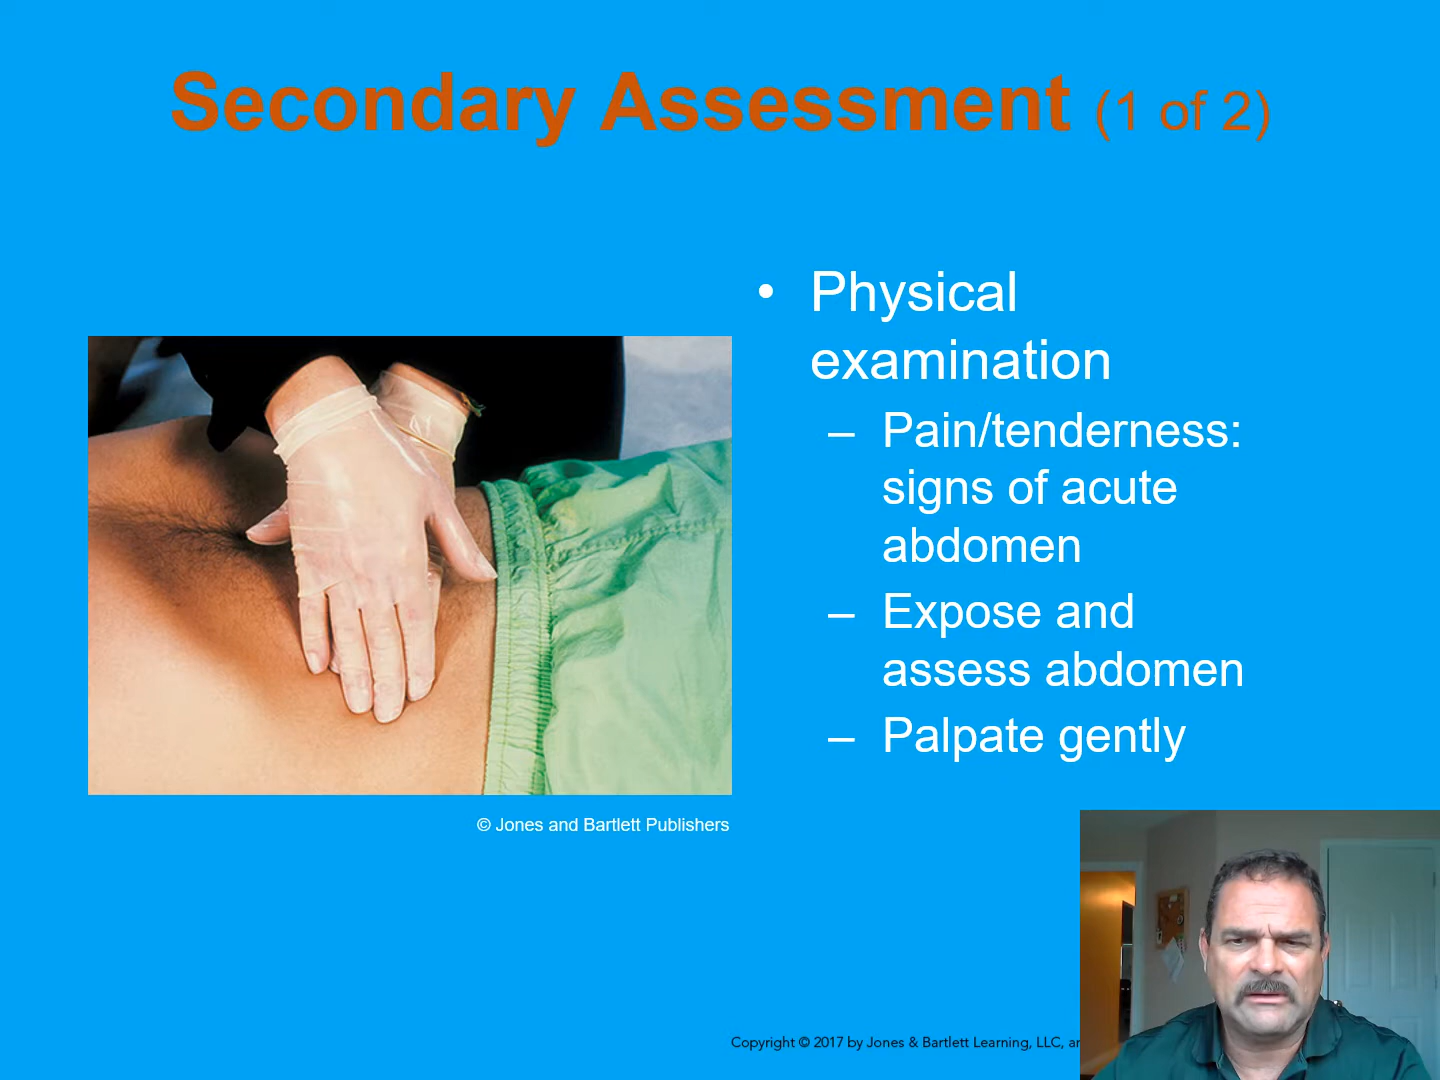 Secondary Assessment (1 of 2)
• Physical
examination
– Pain/tenderness:
signs of acute
abdomen
– Expose and
assess abdomen
– Palpate gently
© Jones and Bartlett Publishers
Copyright © 2017 by Jones & Bartlett Learning, LLC,